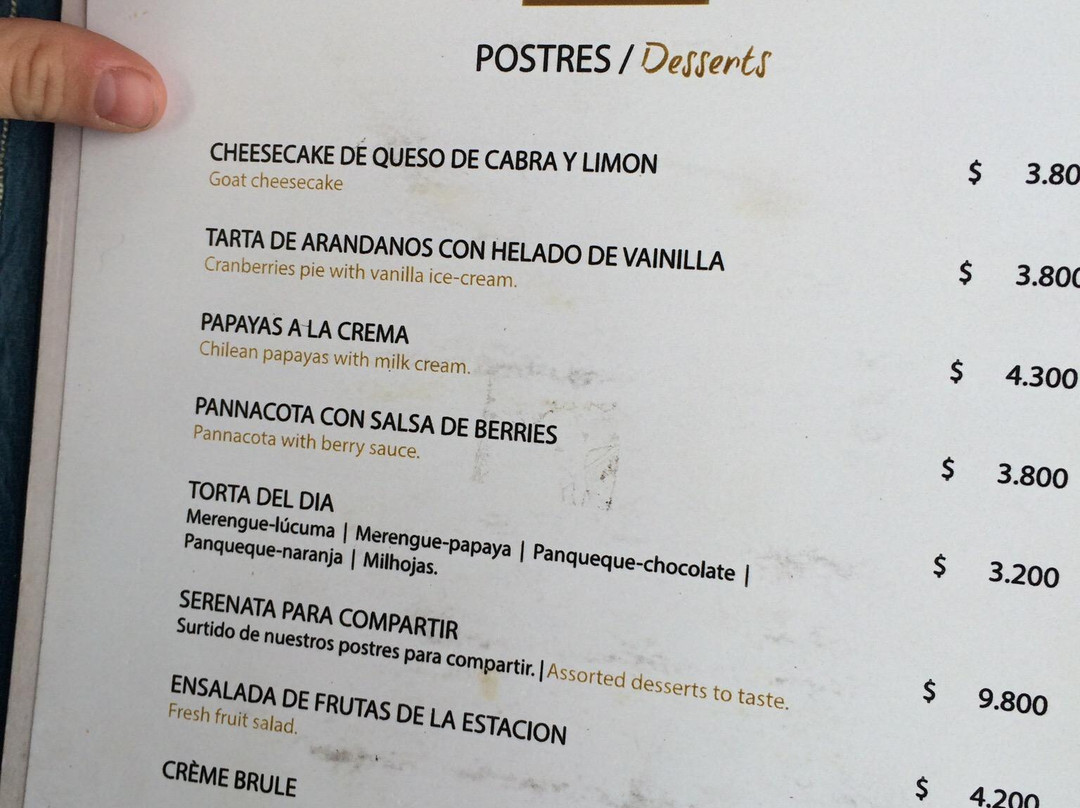 POSTRES / Desserts
CHEESECAKE DE QUESO DE CABRA Y LIMON $ 3.80
Goat cheesecake
TARTA DE ARANDANOS CON HELADO DE VAINILLA $ 3.800
Cranberries pie with vanilla ice-cream.
PAPAYAS A LA CREMA $ 4.300
Chilean papayas with milk cream.
PANNACOTA CON SALSA DE BERRIES $ 3.800
Pannacota with berry sauce.
TORTA DEL DIA $ 3.200
Merengue-lúcuma | Merengue-papaya | Panqueque-chocolate |
Panqueque-naranja | Milhojas.
SERENATA PARA COMPARTIR $ 9.800
Surtido de nuestros postres para compartir. | Assorted desserts to taste.
ENSALADA DE FRUTAS DE LA ESTACION $ 4.200
Fresh fruit salad.
CRÈME BRULE